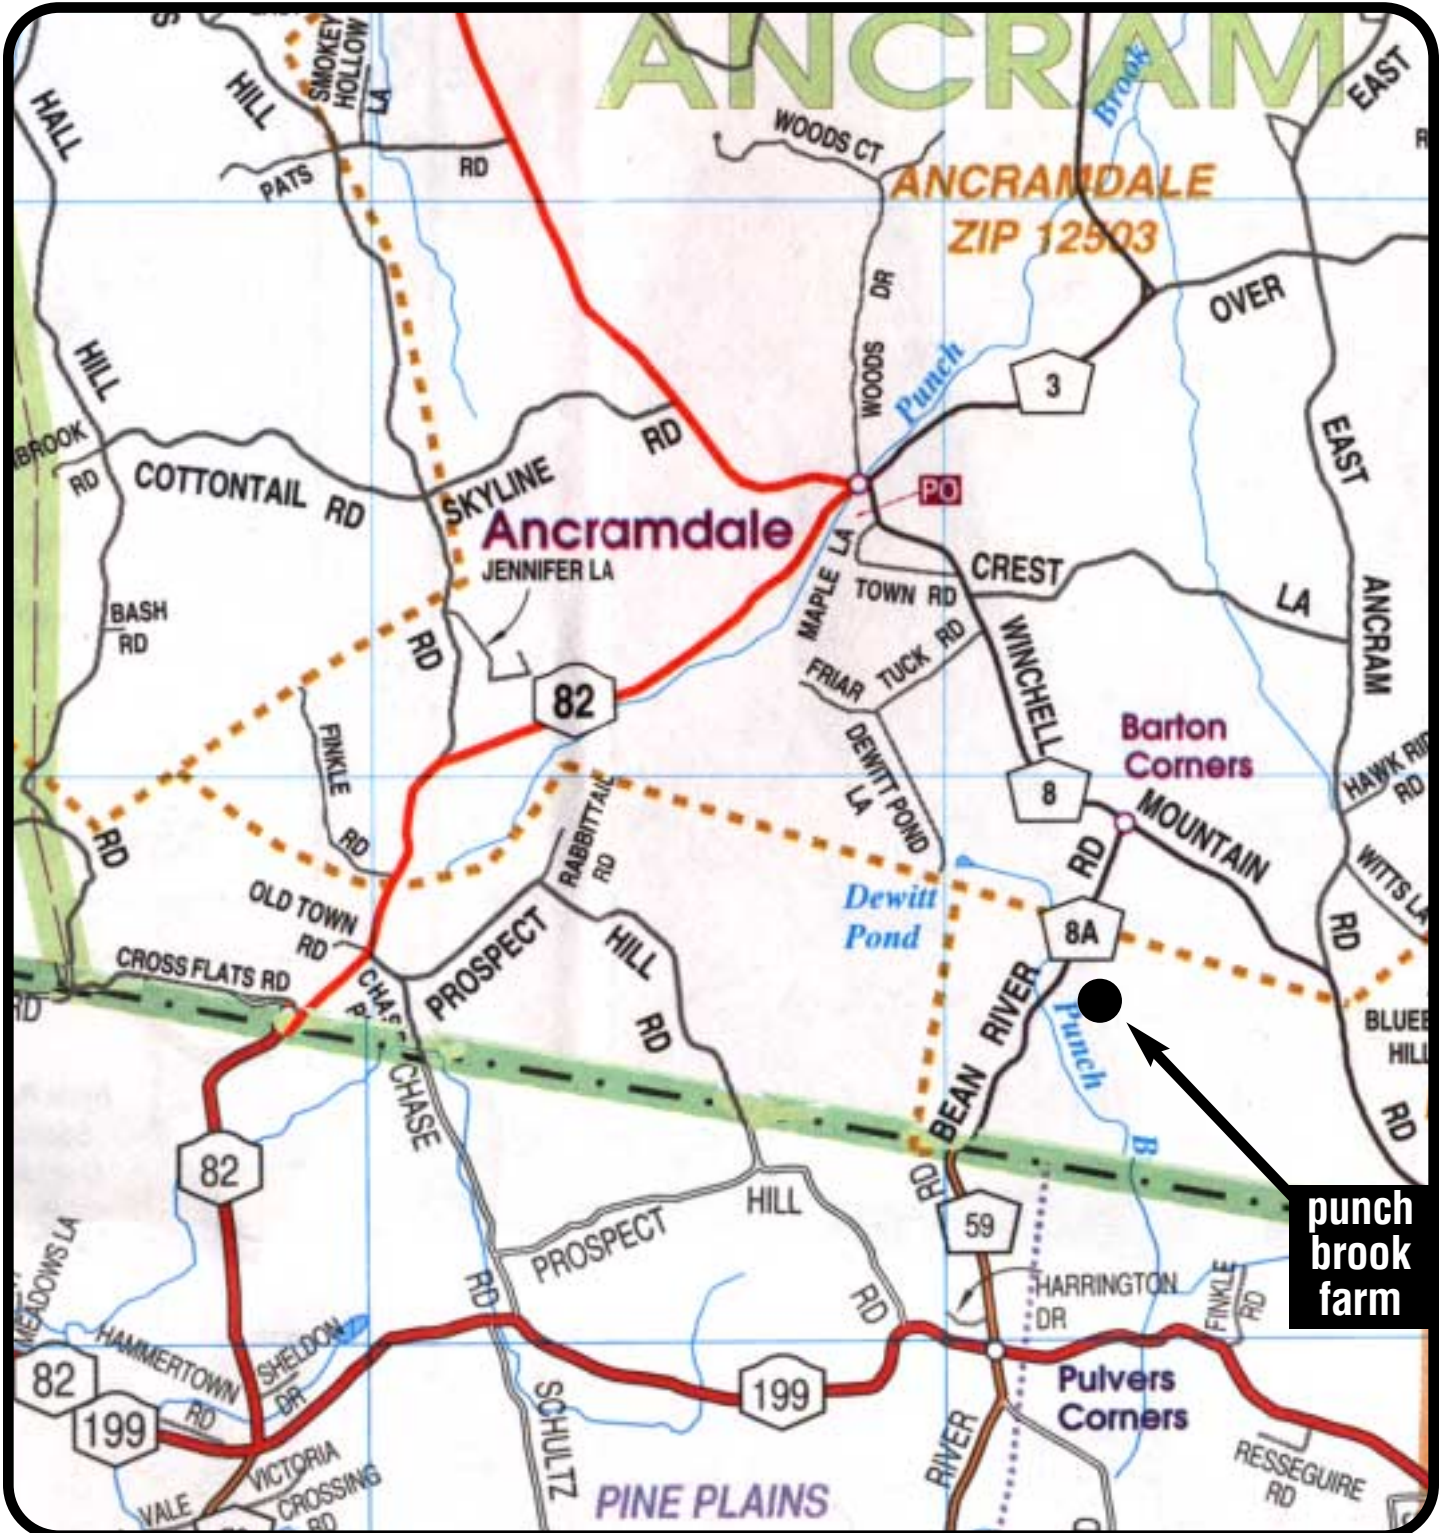 ANCRAM
SMOKEY
HOLLOW
LA
HILL
HALL
Brook
EAST
WOODS CT
PATS
RD
ANCRAMDALE
ZIP 12503
WOODS DR
OVER
HILL
Punch
3
RD
EAST
COTTONTAIL RD
SKYLINE
RD
PO
Ancramdale
JENNIFER LA
MAPLE LA
TOWN RD
CREST
LA
BASH
RD
RD
FRIAR TUCK RD
WINCHELL
ANCRAM
82
FINKLE
RD
Barton
Corners
DEWITT POND
LA
8
MOUNTAIN
RD
HAWK RID
RD
RD
RABBITTAIL
RD
WITTS LA
OLD TOWN
RD
Dewitt
Pond
8A
RD
PROSPECT
HILL
RD
CROSS FLATS RD
CHASE
RD
BEAN RIVER
RD
Punch
BLUEB
HILL
RD
CHASE
RD
B
82
59
HILL
PROSPECT
RD
punch
brook
farm
MEADOWS LA
HARRINGTON
DR
FINKLE
RD
HAMMERTOWN
RD
SHELDON
DR
82
199
199
Pulvers
Corners
SCHULTZ
RIVER
RESSEGUIRE
RD
VICTORIA
VALE
CROSSING
RD
PINE PLAINS